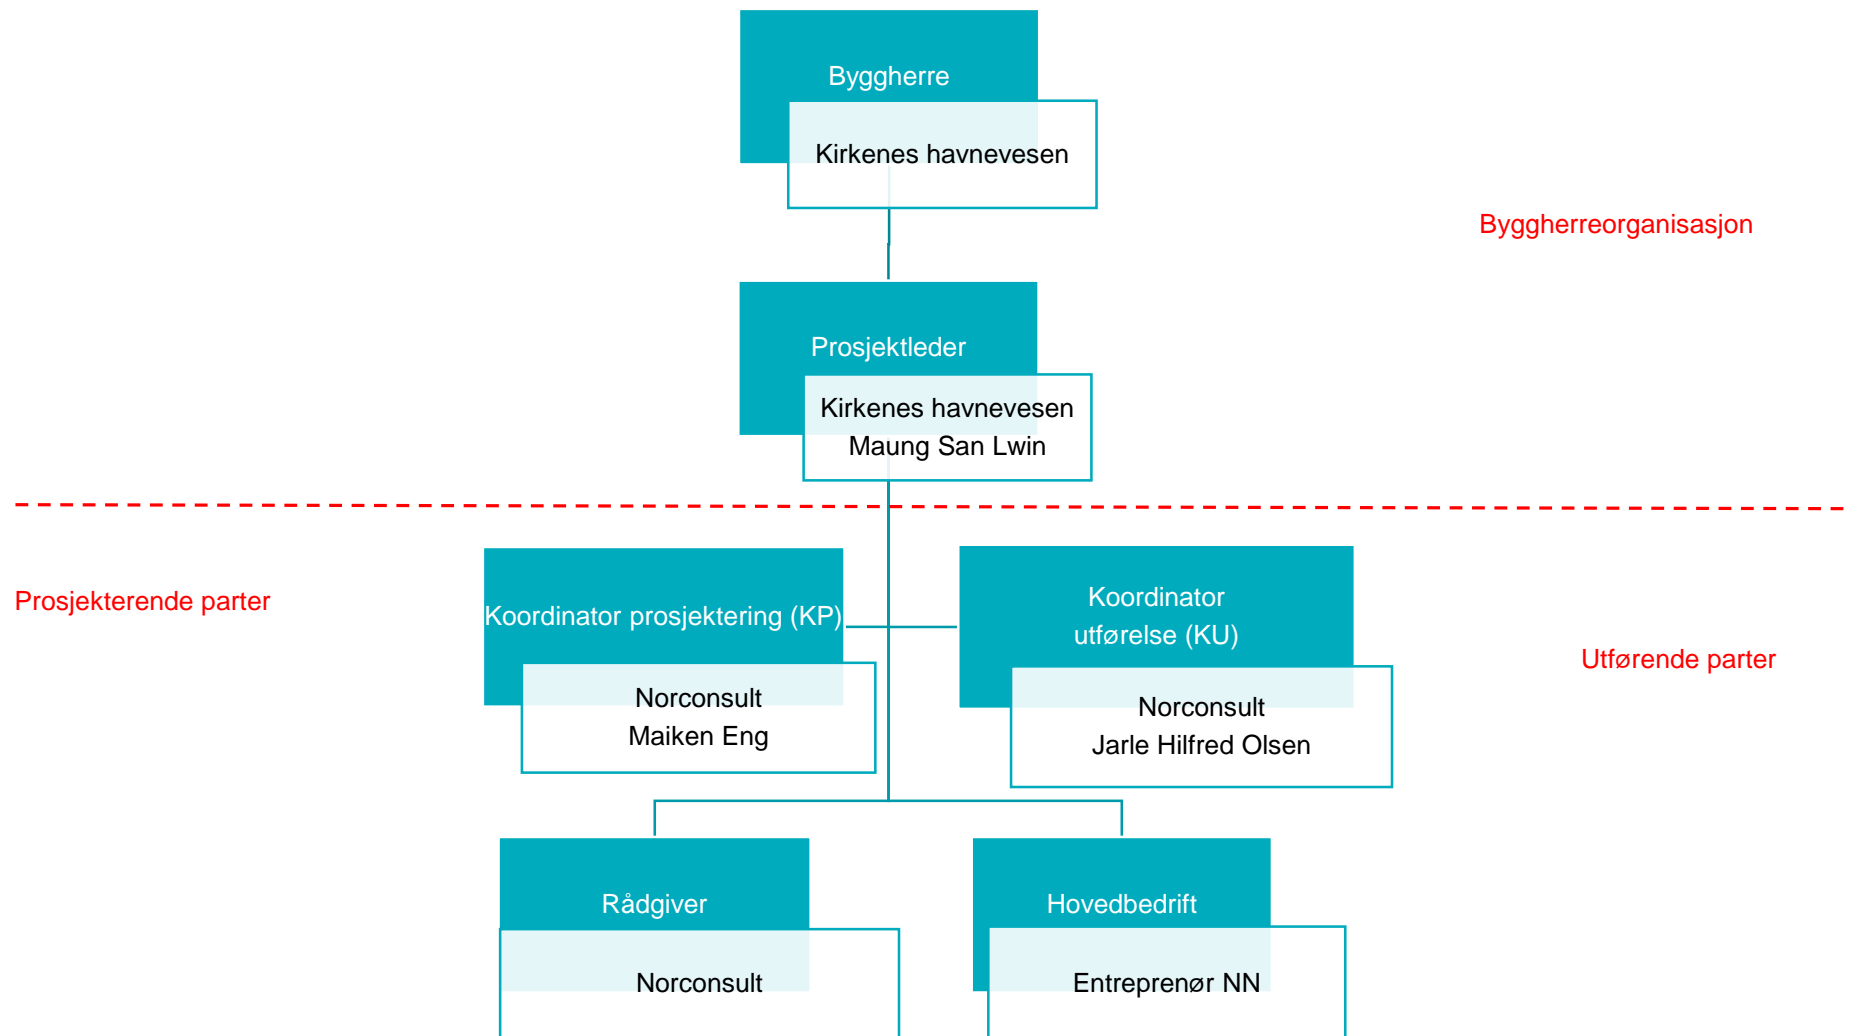 Byggherre
Kirkenes havnevesen
Byggherreorganisasjon
Prosjektleder
Kirkenes havnevesen
Maung San Lwin
Prosjekterende parter
Koordinator prosjektering (KP)
Norconsult
Maiken Eng
Koordinator
utførelse (KU)
Norconsult
Jarle Hilfred Olsen
Utførende parter
Rådgiver
Norconsult
Hovedbedrift
Entreprenør NN